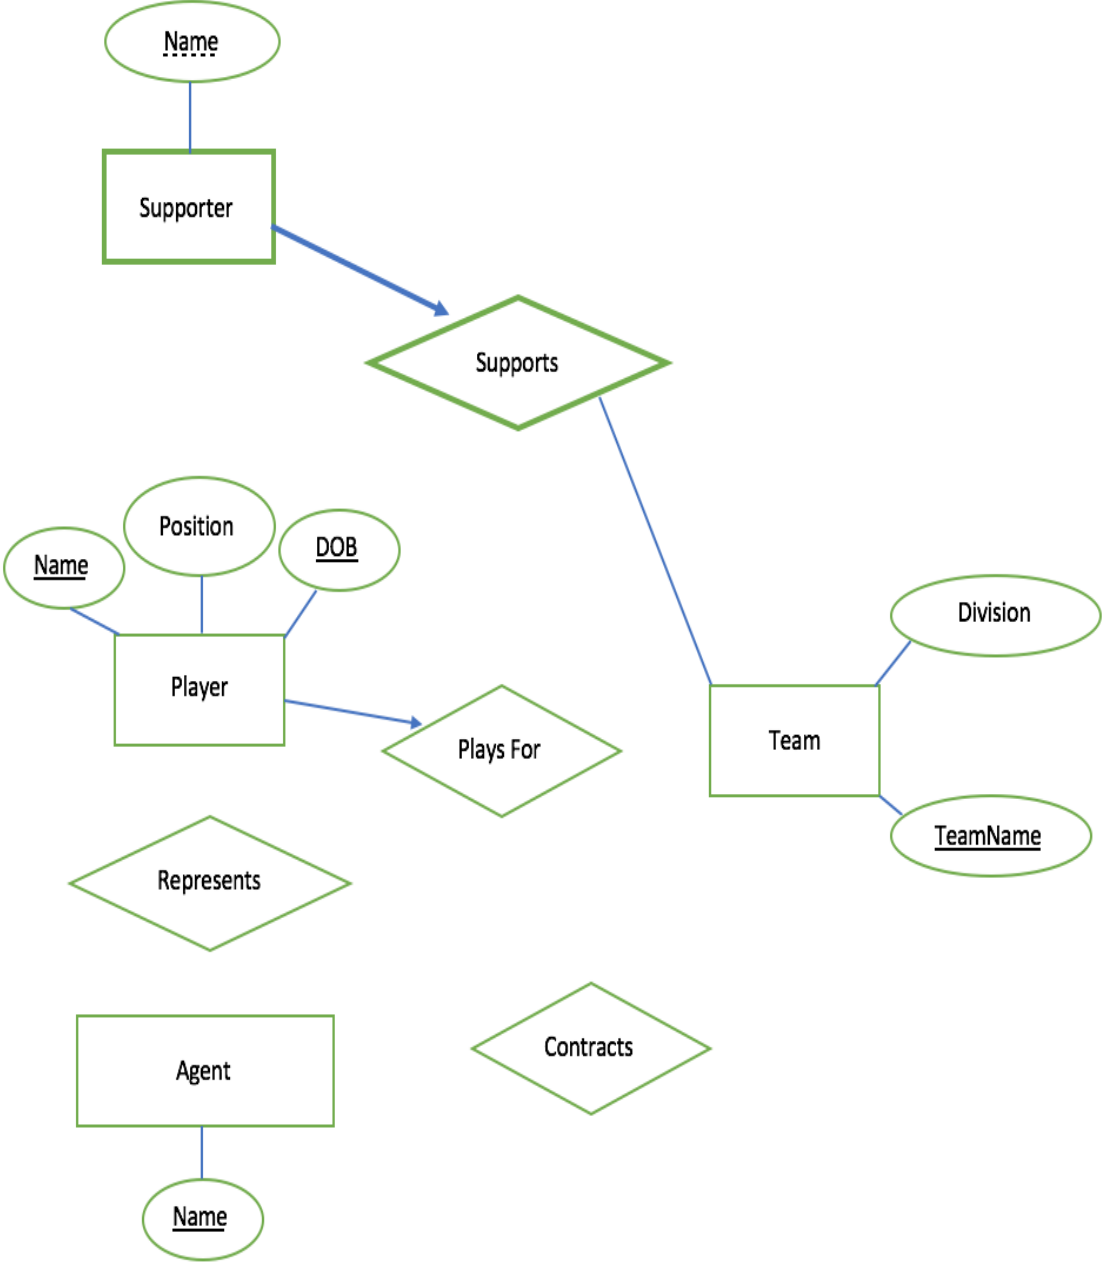 Name
Supporter
Supports
Position
DOB
Name
Division
Player
Team
Plays For
TeamName
Represents
Contracts
Agent
Name